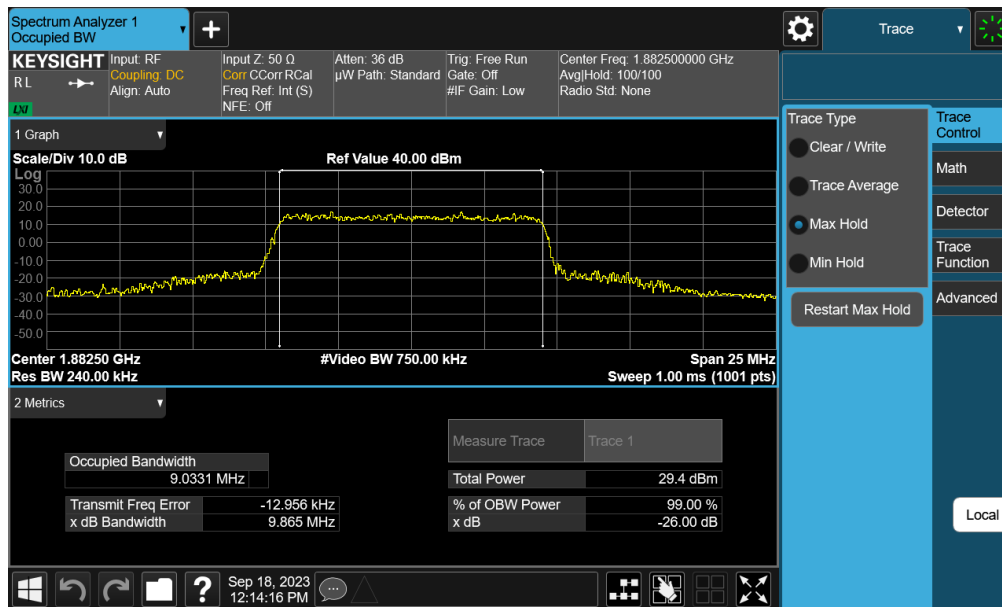 Spectrum Analyzer 1
Occupied BW
Trace
KEYSIGHT
R L
LXI
Input: RF
Coupling: DC
Align: Auto
Input Z: 50 Ω
Corr CCorr RCal
Freq Ref: Int (S)
NFE: Off
Atten: 36 dB
µW Path: Standard
Trig: Free Run
Gate: Off
#IF Gain: Low
Center Freq: 1.882500000 GHz
Avg|Hold: 100/100
Radio Std: None
1 Graph
Scale/Div 10.0 dB
Ref Value 40.00 dBm
Log
30.0
20.0
10.0
0.00
-10.0
-20.0
-30.0
-40.0
-50.0
Center 1.88250 GHz
#Video BW 750.00 kHz
Span 25 MHz
Res BW 240.00 kHz
Sweep 1.00 ms (1001 pts)
2 Metrics
Measure Trace
Trace 1
Occupied Bandwidth
9.0331 MHz
Total Power
29.4 dBm
Transmit Freq Error
-12.956 kHz
% of OBW Power
99.00 %
x dB Bandwidth
9.865 MHz
x dB
-26.00 dB
Trace Type
Clear / Write
Trace Average
Max Hold
Min Hold
Restart Max Hold
Trace
Control
Math
Detector
Trace
Function
Advanced
Local
?
Sep 18, 2023
12:14:16 PM